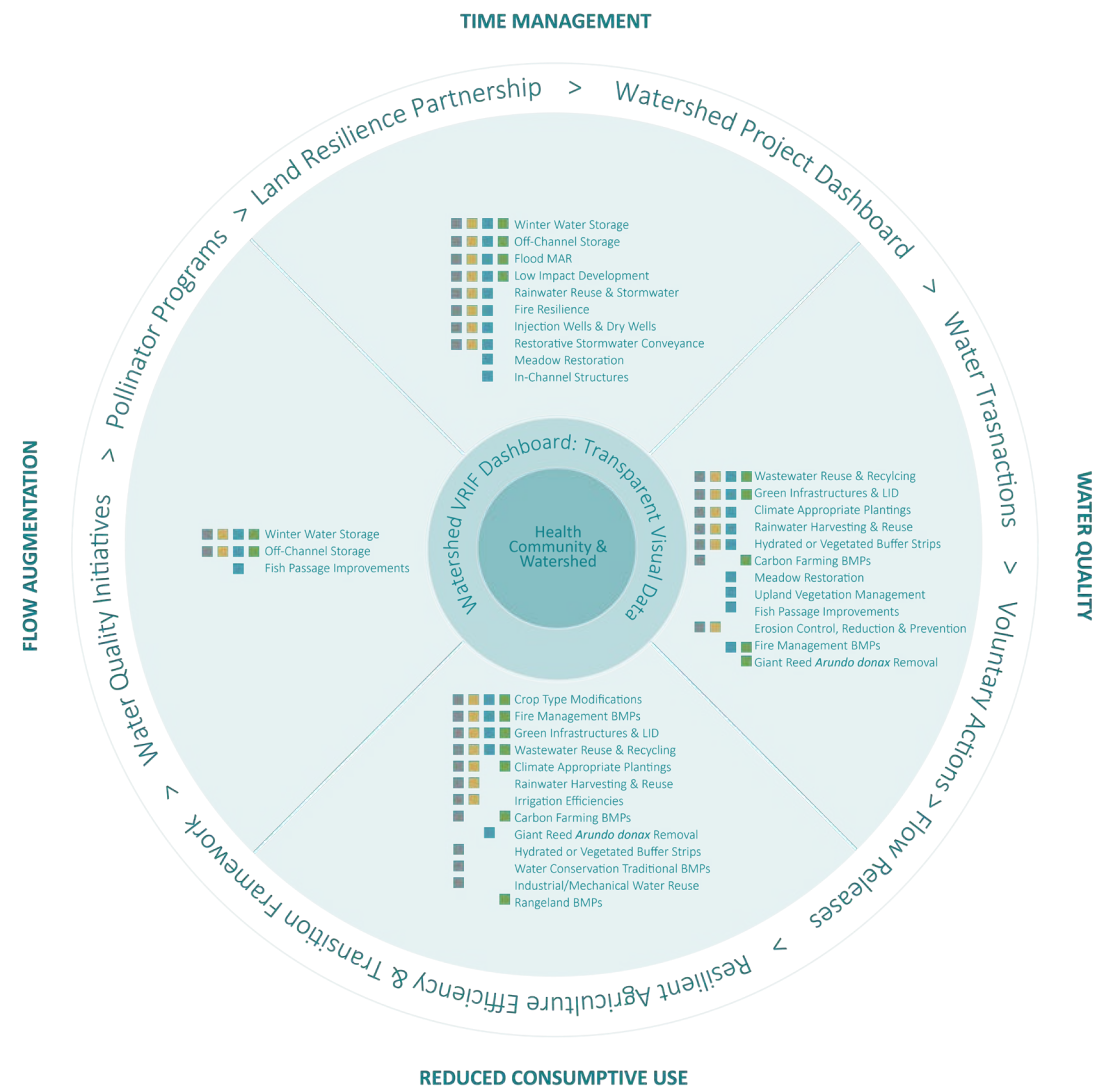 TIME MANAGEMENT
Land Resilience Partnership > Watershed Project Dashboard > Water Trasnactions > Voluntary Actions > Flow Releases > Resilient Agriculture Efficiency & Transition Framework > Water Quality Initiatives > Pollinator Programs >
Winter Water Storage
Off-Channel Storage
Flood MAR
Low Impact Development
Rainwater Reuse & Stormwater
Fire Resilience
Injection Wells & Dry Wells
Restorative Stormwater Conveyance
Meadow Restoration
In-Channel Structures
FLOW AUGMENTATION
Winter Water Storage
Off-Channel Storage
Fish Passage Improvements
Watershed VRIF Dashboard: Transparent Visual Data
Health
Community &
Watershed
Wastewater Reuse & Recylcing
Green Infrastructures & LID
Climate Appropriate Plantings
Rainwater Harvesting & Reuse
Hydrated or Vegetated Buffer Strips
Carbon Farming BMPs
Meadow Restoration
Upland Vegetation Management
Fish Passage Improvements
Erosion Control, Reduction & Prevention
Fire Management BMPs
Giant Reed Arundo donax Removal
WATER QUALITY
Crop Type Modifications
Fire Management BMPs
Green Infrastructures & LID
Wastewater Reuse & Recycling
Climate Appropriate Plantings
Rainwater Harvesting & Reuse
Irrigation Efficiencies
Carbon Farming BMPs
Giant Reed Arundo donax Removal
Hydrated or Vegetated Buffer Strips
Water Conservation Traditional BMPs
Industrial/Mechanical Water Reuse
Rangeland BMPs
REDUCED CONSUMPTIVE USE